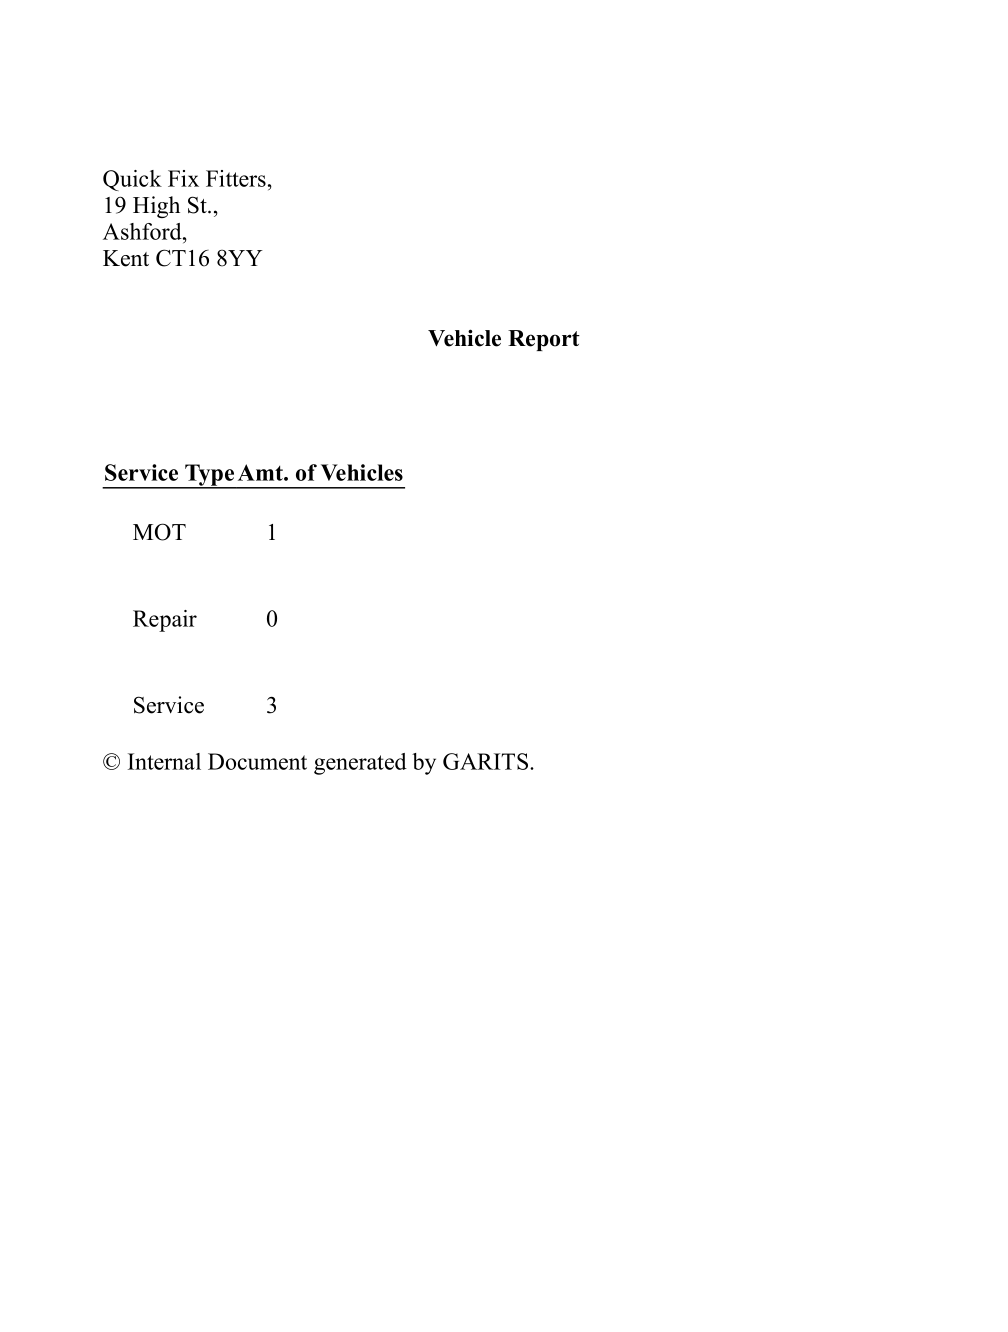 Quick Fix Fitters,
19 High St.,
Ashford,
Kent CT16 8YY
Vehicle Report
Service Type Amt. of Vehicles
MOT 1
Repair 0
Service 3
© Internal Document generated by GARITS.